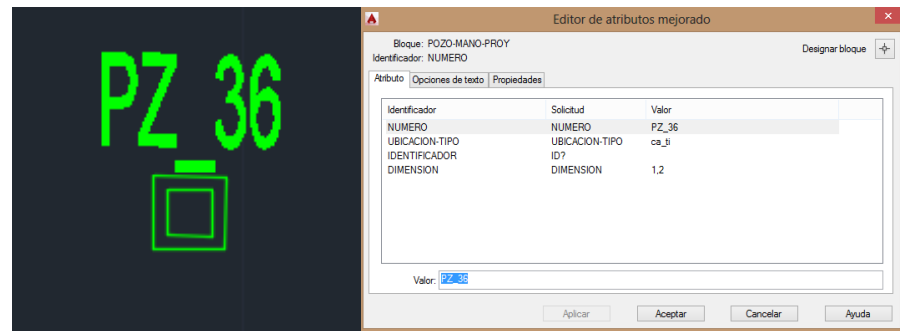 PZ_36
Editor de atributos mejorado
Bloque: POZO-MANO-PROY
Identificador: NUMERO
Designar bloque
Atributo Opciones de texto Propiedades
Identificador Solicitud Valor
NUMERO NUMERO PZ_36
UBICACION-TIPO UBICACION-TIPO ca_ti
IDENTIFICADOR ID?
DIMENSION DIMENSION 1,2
Valor: PZ_36
Aplicar Aceptar Cancelar Ayuda